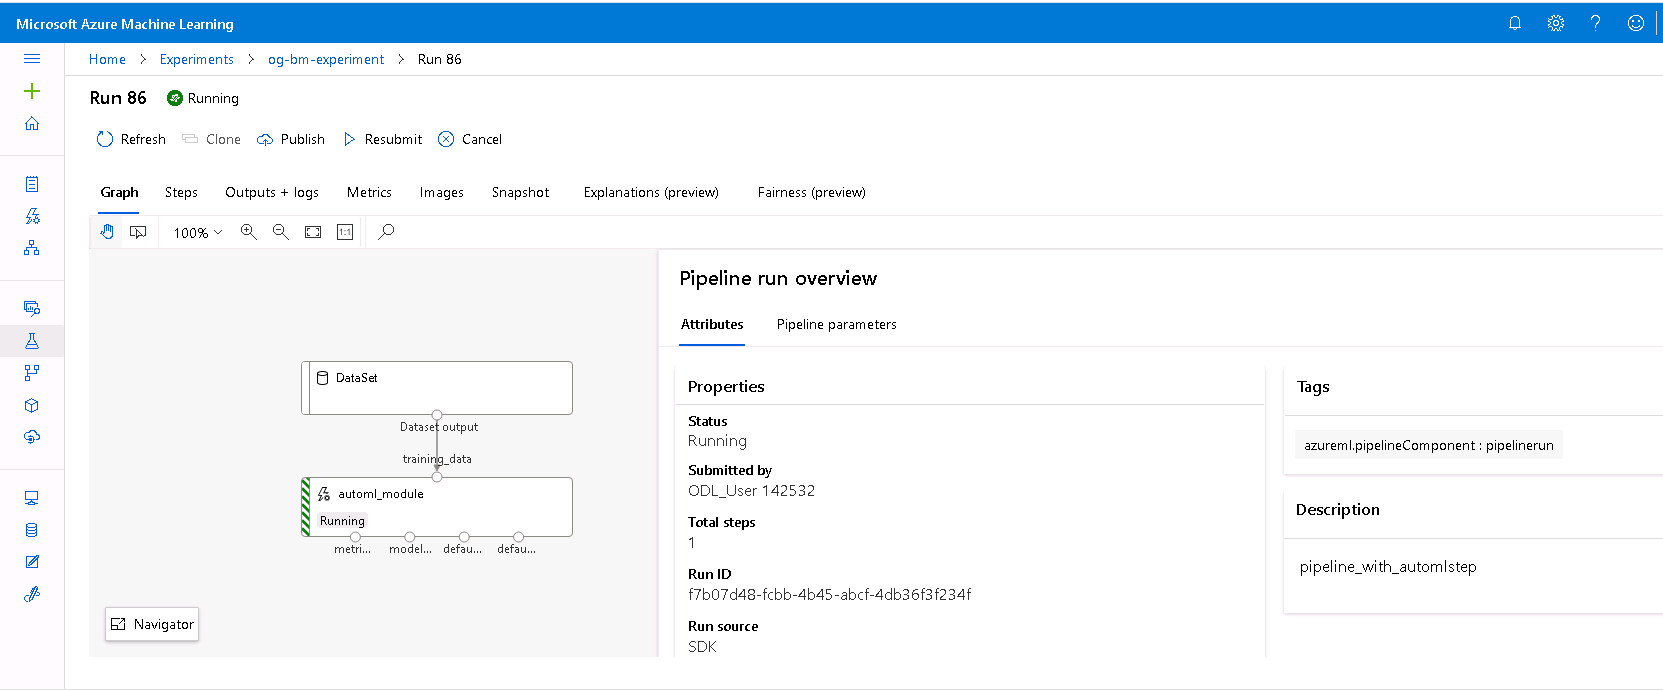 Microsoft Azure Machine Learning
Home > Experiments > og-bm-experiment > Run 86
Run 86 Running
Refresh Clone Publish Resubmit Cancel
Graph Steps Outputs + logs Metrics Images Snapshot Explanations (preview) Fairness (preview)
100% 1:1
DataSet
Dataset output
training_data
automl_module
Running
metri... model... defau... defau...
Navigator
Pipeline run overview
Attributes Pipeline parameters
Properties
Status
Running
Submitted by
ODL_User 142532
Total steps
1
Run ID
f7b07d48-fcbb-4b45-abcf-4db36f3f234f
Run source
SDK
Tags
azureml.pipelineComponent : pipelinerun
Description
pipeline_with_automlstep